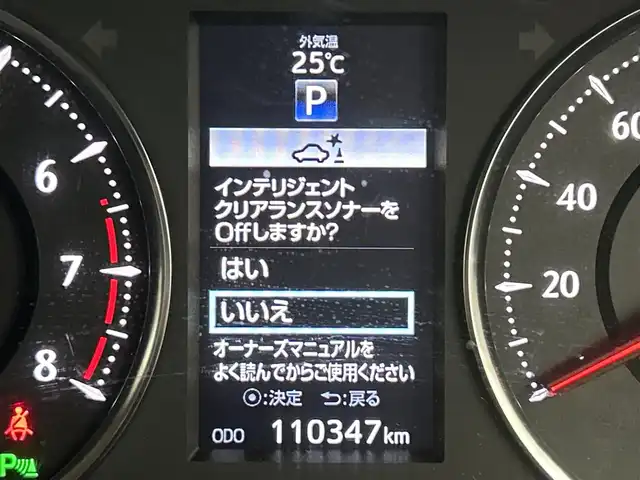 外気温
25℃
P
インテリジェント
クリアランスソナーを
Offしますか?
はい
いいえ
オーナーズマニュアルを
よく読んでからご使用ください
⦿:決定 ⮌:戻る
ODO 110347km
6
7
8
P
60
40
20